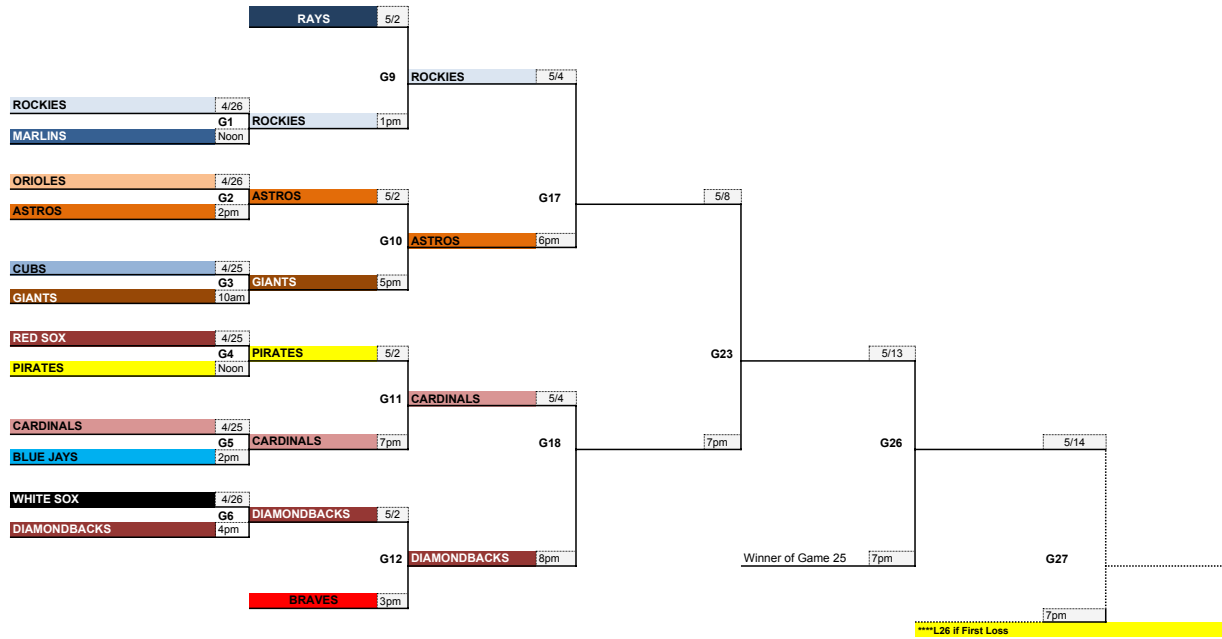 RAYS 5/2
G9 ROCKIES 5/4
ROCKIES 4/26
G1 ROCKIES 1pm
MARLINS Noon
ORIOLES 4/26
G2 ASTROS 5/2 G17 5/8
ASTROS 2pm
G10 ASTROS 6pm
CUBS 4/25
G3 GIANTS 5pm
GIANTS 10am
RED SOX 4/25
G4 PIRATES 5/2 G23 5/13
PIRATES Noon
G11 CARDINALS 5/4
CARDINALS 4/25
G5 CARDINALS 7pm G18 7pm G26 5/14
BLUE JAYS 2pm
WHITE SOX 4/26
G6 DIAMONDBACKS 5/2
DIAMONDBACKS 4pm
G12 DIAMONDBACKS 8pm Winner of Game 25 7pm G27
BRAVES 3pm
7pm
****L26 if First Loss